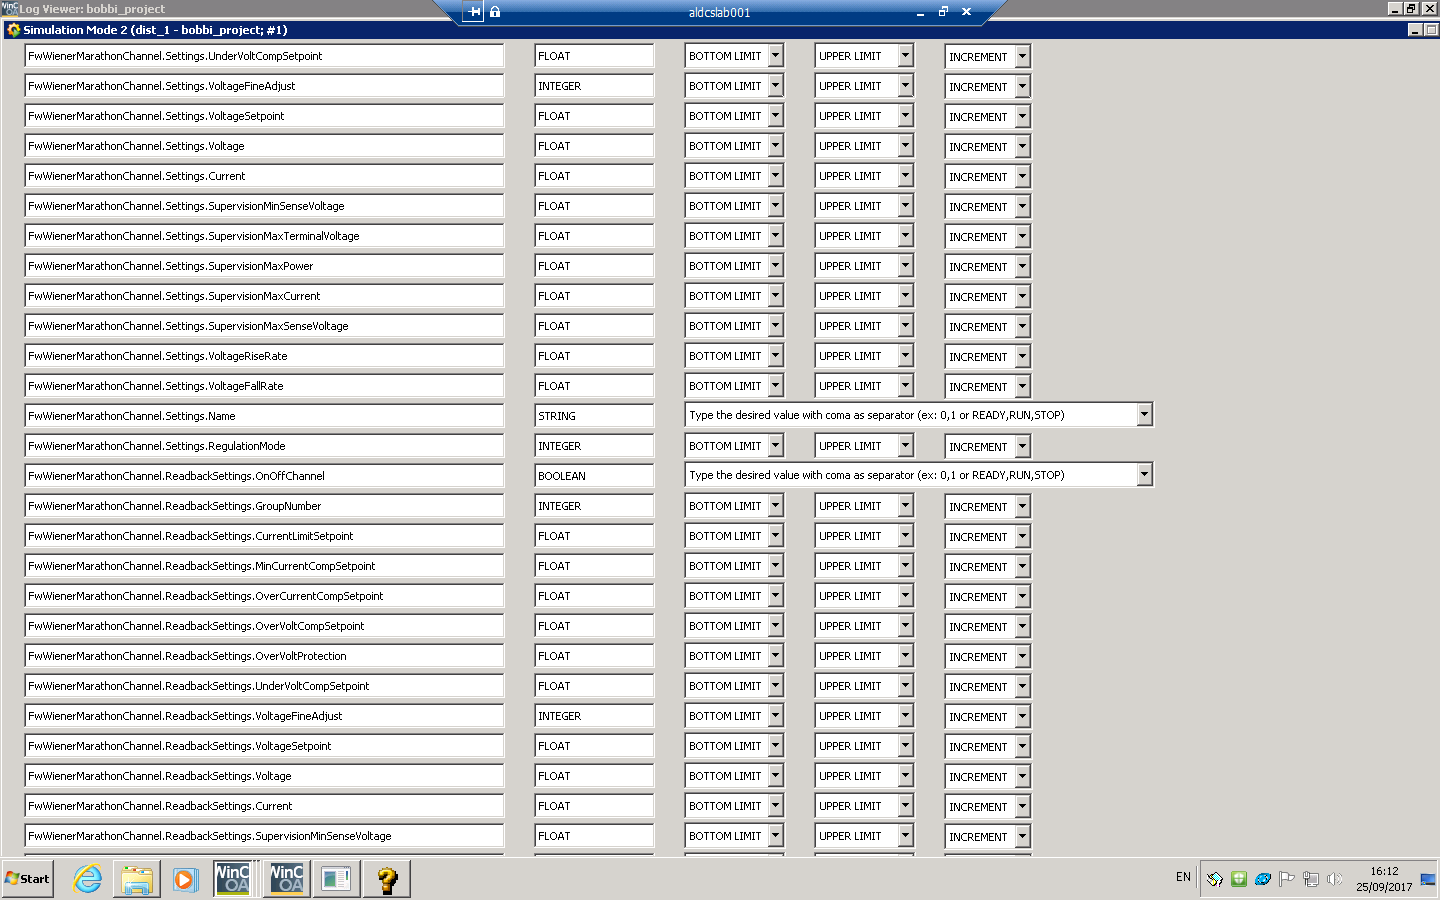 Log Viewer: bobbi_project
aldcslab001
Simulation Mode 2 (dist_1 - bobbi_project; #1)
FwWienerMarathonChannel.Settings.UnderVoltCompSetpoint FLOAT BOTTOM LIMIT UPPER LIMIT INCREMENT
FwWienerMarathonChannel.Settings.VoltageFineAdjust INTEGER BOTTOM LIMIT UPPER LIMIT INCREMENT
FwWienerMarathonChannel.Settings.VoltageSetpoint FLOAT BOTTOM LIMIT UPPER LIMIT INCREMENT
FwWienerMarathonChannel.Settings.Voltage FLOAT BOTTOM LIMIT UPPER LIMIT INCREMENT
FwWienerMarathonChannel.Settings.Current FLOAT BOTTOM LIMIT UPPER LIMIT INCREMENT
FwWienerMarathonChannel.Settings.SupervisionMinSenseVoltage FLOAT BOTTOM LIMIT UPPER LIMIT INCREMENT
FwWienerMarathonChannel.Settings.SupervisionMaxTerminalVoltage FLOAT BOTTOM LIMIT UPPER LIMIT INCREMENT
FwWienerMarathonChannel.Settings.SupervisionMaxPower FLOAT BOTTOM LIMIT UPPER LIMIT INCREMENT
FwWienerMarathonChannel.Settings.SupervisionMaxCurrent FLOAT BOTTOM LIMIT UPPER LIMIT INCREMENT
FwWienerMarathonChannel.Settings.SupervisionMaxSenseVoltage FLOAT BOTTOM LIMIT UPPER LIMIT INCREMENT
FwWienerMarathonChannel.Settings.VoltageRiseRate FLOAT BOTTOM LIMIT UPPER LIMIT INCREMENT
FwWienerMarathonChannel.Settings.VoltageFallRate FLOAT BOTTOM LIMIT UPPER LIMIT INCREMENT
FwWienerMarathonChannel.Settings.Name STRING Type the desired value with coma as separator (ex: 0,1 or READY,RUN,STOP)
FwWienerMarathonChannel.Settings.RegulationMode INTEGER BOTTOM LIMIT UPPER LIMIT INCREMENT
FwWienerMarathonChannel.ReadbackSettings.OnOffChannel BOOLEAN Type the desired value with coma as separator (ex: 0,1 or READY,RUN,STOP)
FwWienerMarathonChannel.ReadbackSettings.GroupNumber INTEGER BOTTOM LIMIT UPPER LIMIT INCREMENT
FwWienerMarathonChannel.ReadbackSettings.CurrentLimitSetpoint FLOAT BOTTOM LIMIT UPPER LIMIT INCREMENT
FwWienerMarathonChannel.ReadbackSettings.MinCurrentCompSetpoint FLOAT BOTTOM LIMIT UPPER LIMIT INCREMENT
FwWienerMarathonChannel.ReadbackSettings.OverCurrentCompSetpoint FLOAT BOTTOM LIMIT UPPER LIMIT INCREMENT
FwWienerMarathonChannel.ReadbackSettings.OverVoltCompSetpoint FLOAT BOTTOM LIMIT UPPER LIMIT INCREMENT
FwWienerMarathonChannel.ReadbackSettings.OverVoltProtection FLOAT BOTTOM LIMIT UPPER LIMIT INCREMENT
FwWienerMarathonChannel.ReadbackSettings.UnderVoltCompSetpoint FLOAT BOTTOM LIMIT UPPER LIMIT INCREMENT
FwWienerMarathonChannel.ReadbackSettings.VoltageFineAdjust INTEGER BOTTOM LIMIT UPPER LIMIT INCREMENT
FwWienerMarathonChannel.ReadbackSettings.VoltageSetpoint FLOAT BOTTOM LIMIT UPPER LIMIT INCREMENT
FwWienerMarathonChannel.ReadbackSettings.Voltage FLOAT BOTTOM LIMIT UPPER LIMIT INCREMENT
FwWienerMarathonChannel.ReadbackSettings.Current FLOAT BOTTOM LIMIT UPPER LIMIT INCREMENT
FwWienerMarathonChannel.ReadbackSettings.SupervisionMinSenseVoltage FLOAT BOTTOM LIMIT UPPER LIMIT INCREMENT
Start WinCC OA WinCC OA EN 16:12
25/09/2017